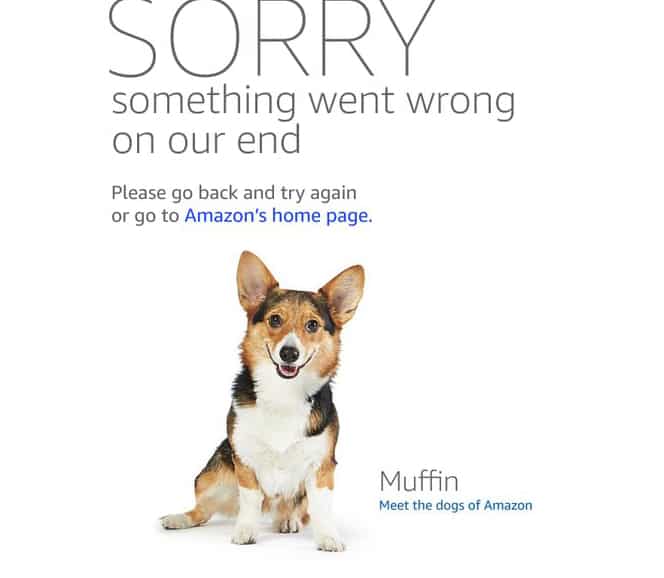 SORRY
something went wrong
on our end
Please go back and try again
or go to Amazon's home page.
Muffin
Meet the dogs of Amazon